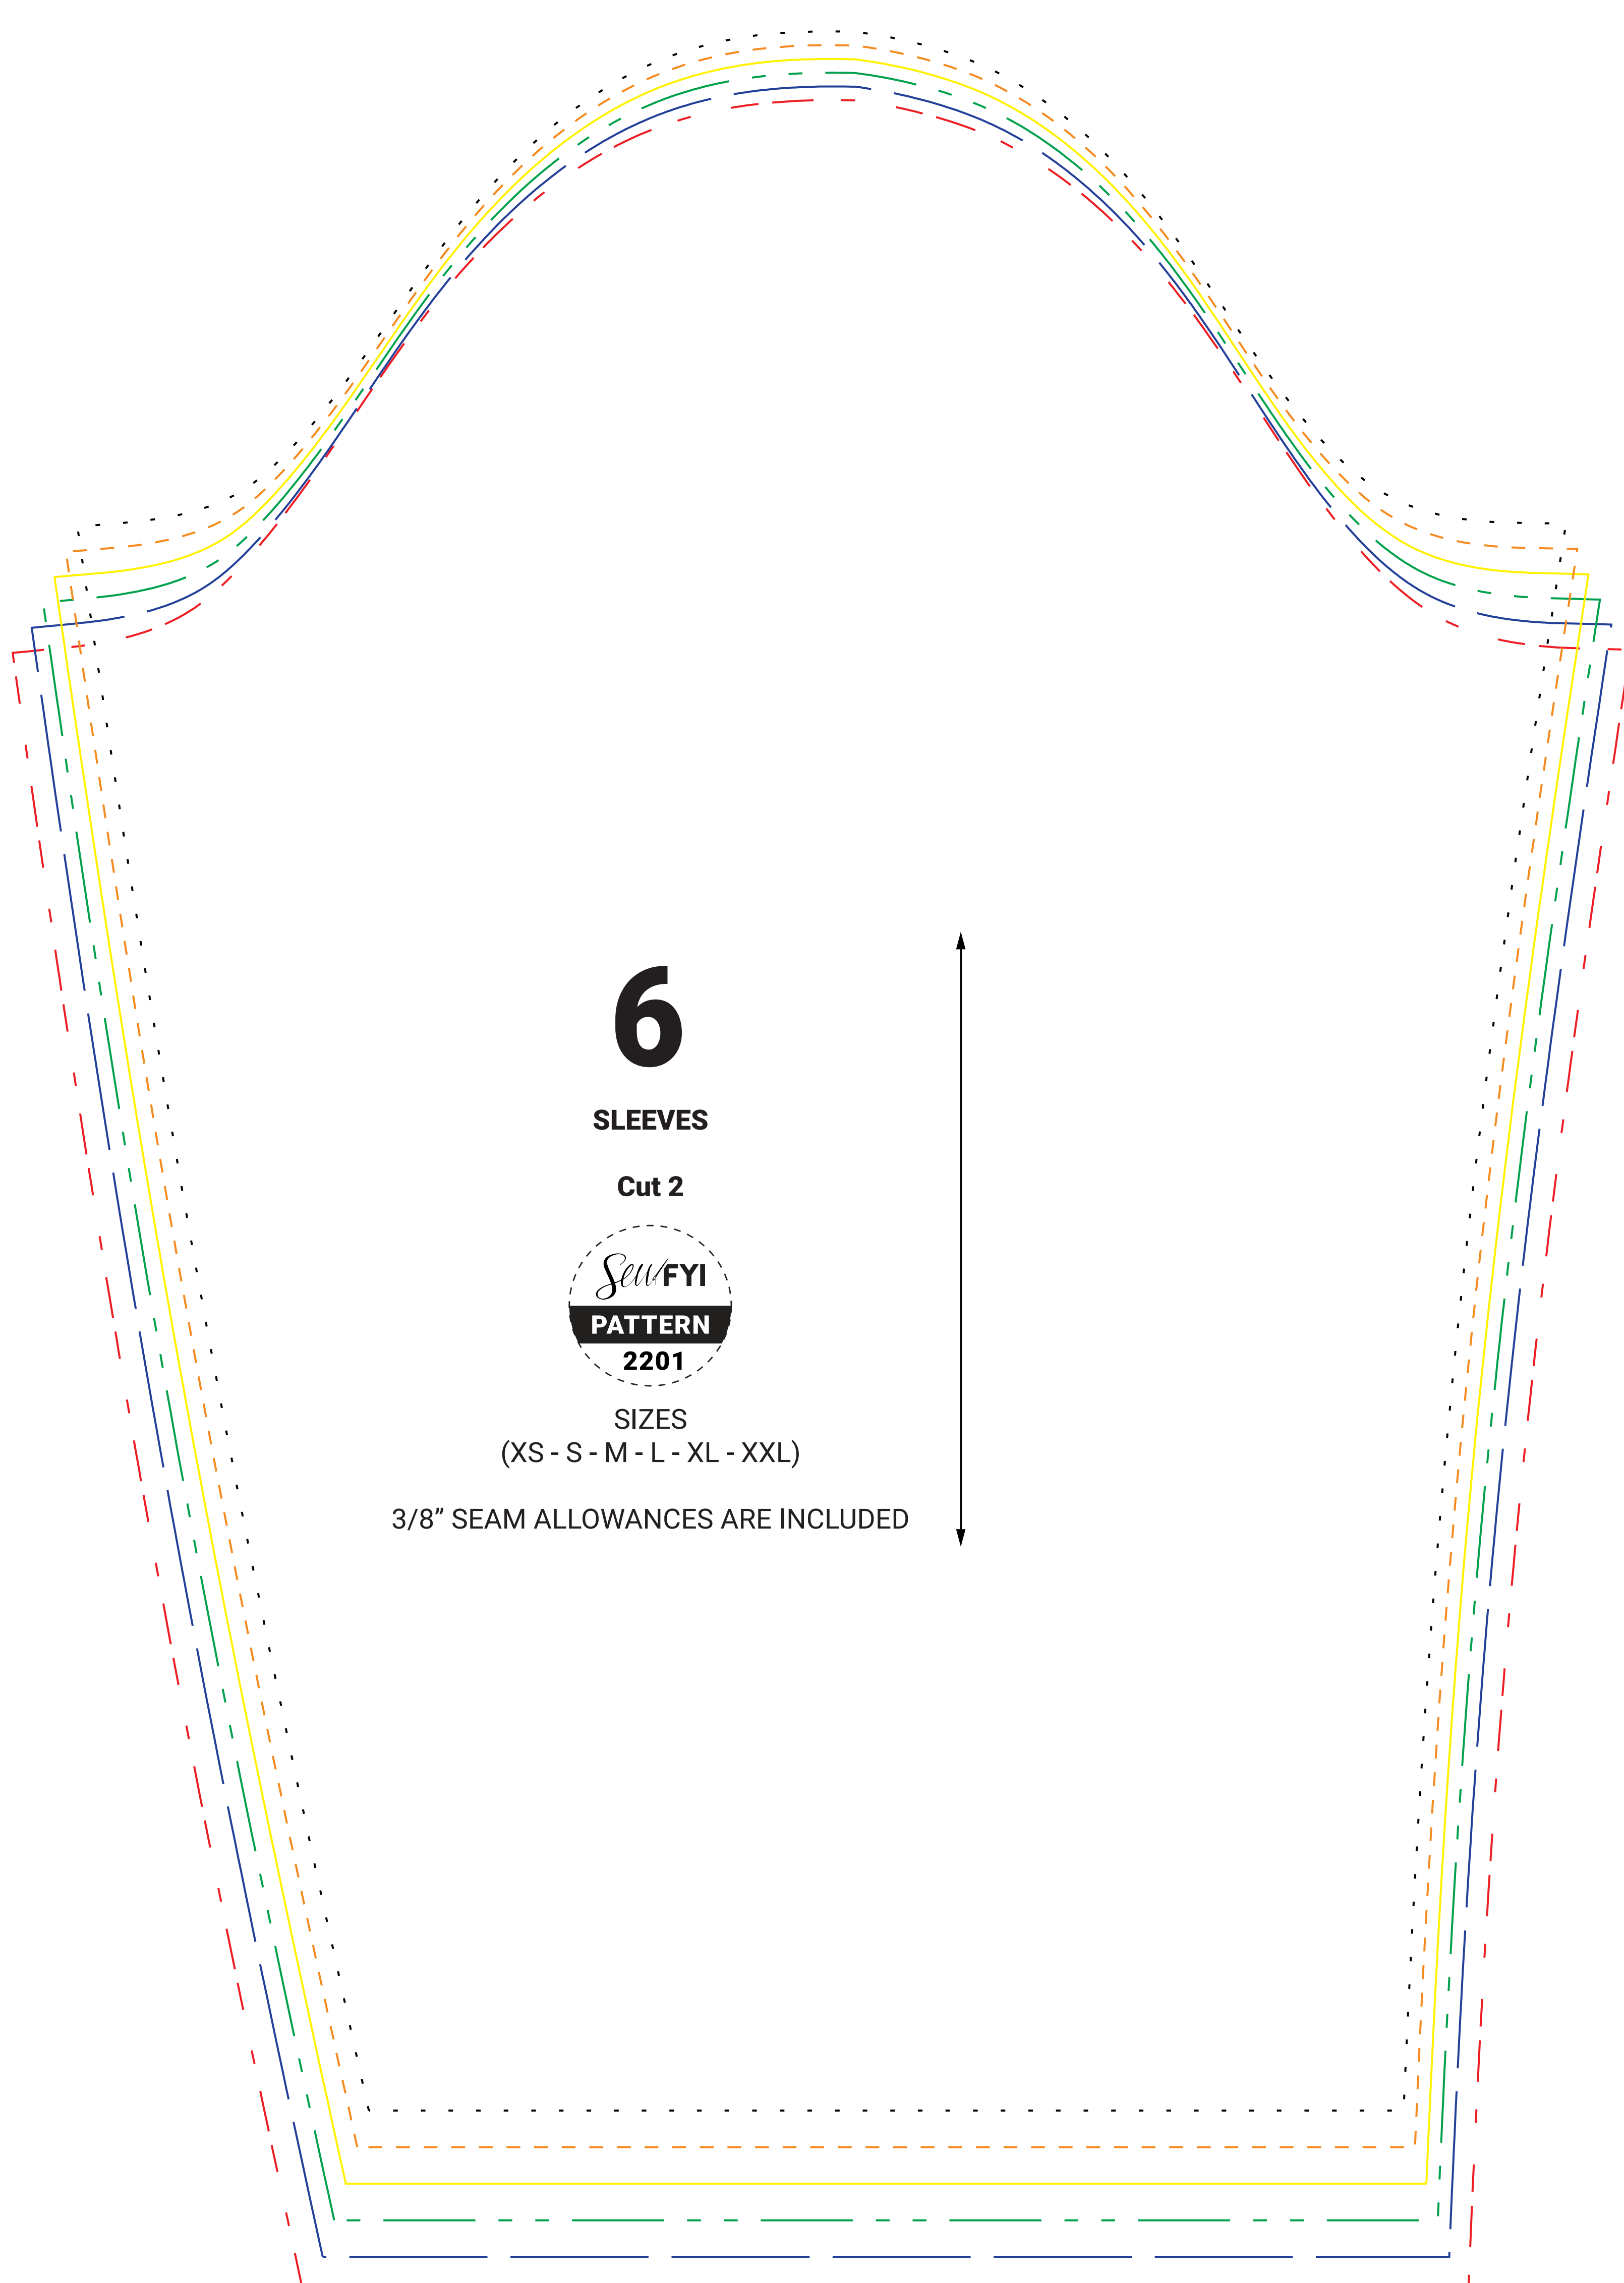 6
SLEEVES
Cut 2
Sew FYI
PATTERN
2201
SIZES
(XS - S - M - L - XL - XXL)
3/8” SEAM ALLOWANCES ARE INCLUDED